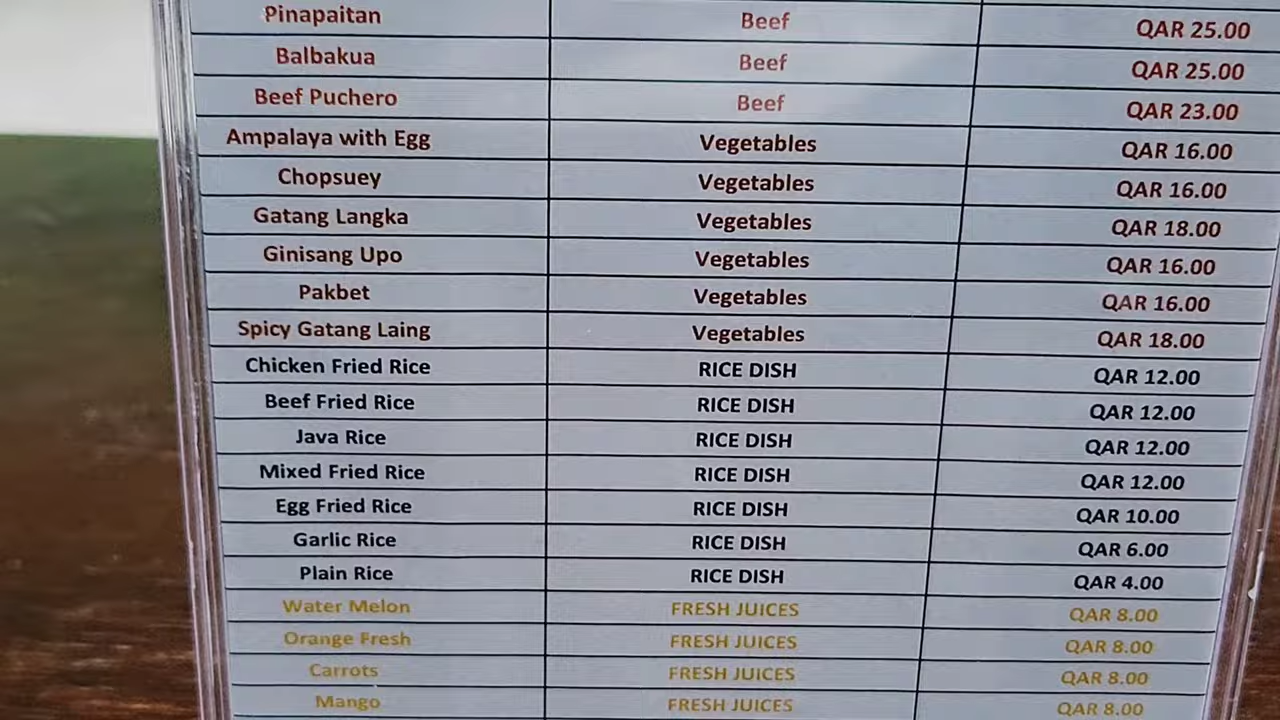 Pinapaitan Beef QAR 25.00
Balbakua Beef QAR 25.00
Beef Puchero Beef QAR 23.00
Ampalaya with Egg Vegetables QAR 16.00
Chopsuey Vegetables QAR 16.00
Gatang Langka Vegetables QAR 18.00
Ginisang Upo Vegetables QAR 16.00
Pakbet Vegetables QAR 16.00
Spicy Gatang Laing Vegetables QAR 18.00
Chicken Fried Rice RICE DISH QAR 12.00
Beef Fried Rice RICE DISH QAR 12.00
Java Rice RICE DISH QAR 12.00
Mixed Fried Rice RICE DISH QAR 12.00
Egg Fried Rice RICE DISH QAR 10.00
Garlic Rice RICE DISH QAR 6.00
Plain Rice RICE DISH QAR 4.00
Water Melon FRESH JUICES QAR 8.00
Orange Fresh FRESH JUICES QAR 8.00
Carrots FRESH JUICES QAR 8.00
Mango FRESH JUICES QAR 8.00